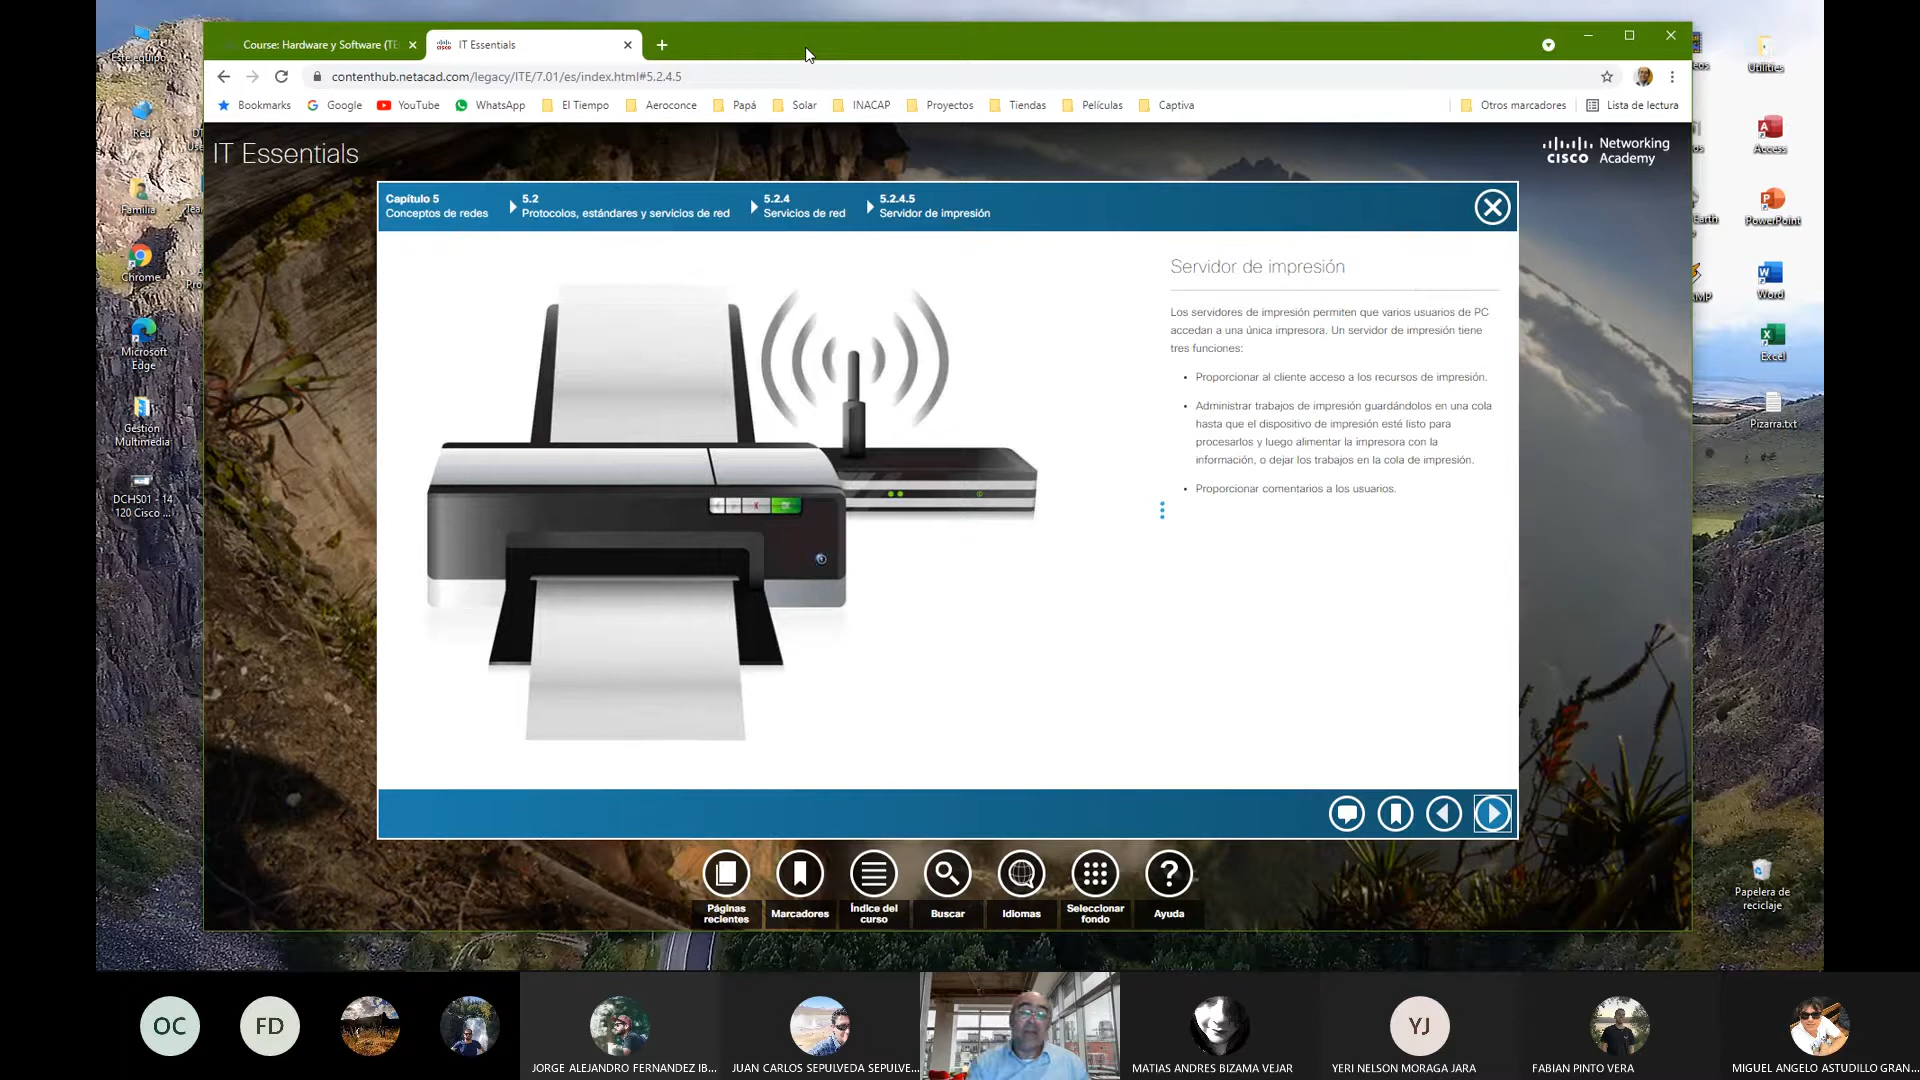 Course: Hardware y Software (TE
IT Essentials
contenthub.netacad.com/legacy/ITE/7.01/es/index.html#5.2.4.5
Bookmarks
Google
YouTube
WhatsApp
El Tiempo
Aeroconce
Papá
Solar
INACAP
Proyectos
Tiendas
Películas
Captiva
Otros marcadores
Lista de lectura
IT Essentials
cisco
Networking
Academy
Capítulo 5
Conceptos de redes
5.2
Protocolos, estándares y servicios de red
5.2.4
Servicios de red
5.2.4.5
Servidor de impresión
Servidor de impresión
Los servidores de impresión permiten que varios usuarios de PC
accedan a una única impresora. Un servidor de impresión tiene
tres funciones:
• Proporcionar al cliente acceso a los recursos de impresión.
• Administrar trabajos de impresión guardándolos en una cola
hasta que el dispositivo de impresión esté listo para
procesarlos y luego alimentar la impresora con la
información, o dejar los trabajos en la cola de impresión.
• Proporcionar comentarios a los usuarios.
Páginas
recientes
Marcadores
Índice del
curso
Buscar
Idiomas
Seleccionar
fondo
Ayuda
Este equipo
Red
Familia
Chrome
Microsoft
Edge
Gestión
Multimedia
DCHS01 - 14
120 Cisco ...
Utilities
Access
PowerPoint
Word
Excel
Pizarra.txt
Papelera de
reciclaje
OC
FD
JORGE ALEJANDRO FERNANDEZ IB...
JUAN CARLOS SEPULVEDA SEPULVE...
MATIAS ANDRES BIZAMA VEJAR
YJ
YERI NELSON MORAGA JARA
FABIAN PINTO VERA
MIGUEL ANGELO ASTUDILLO GRAN...